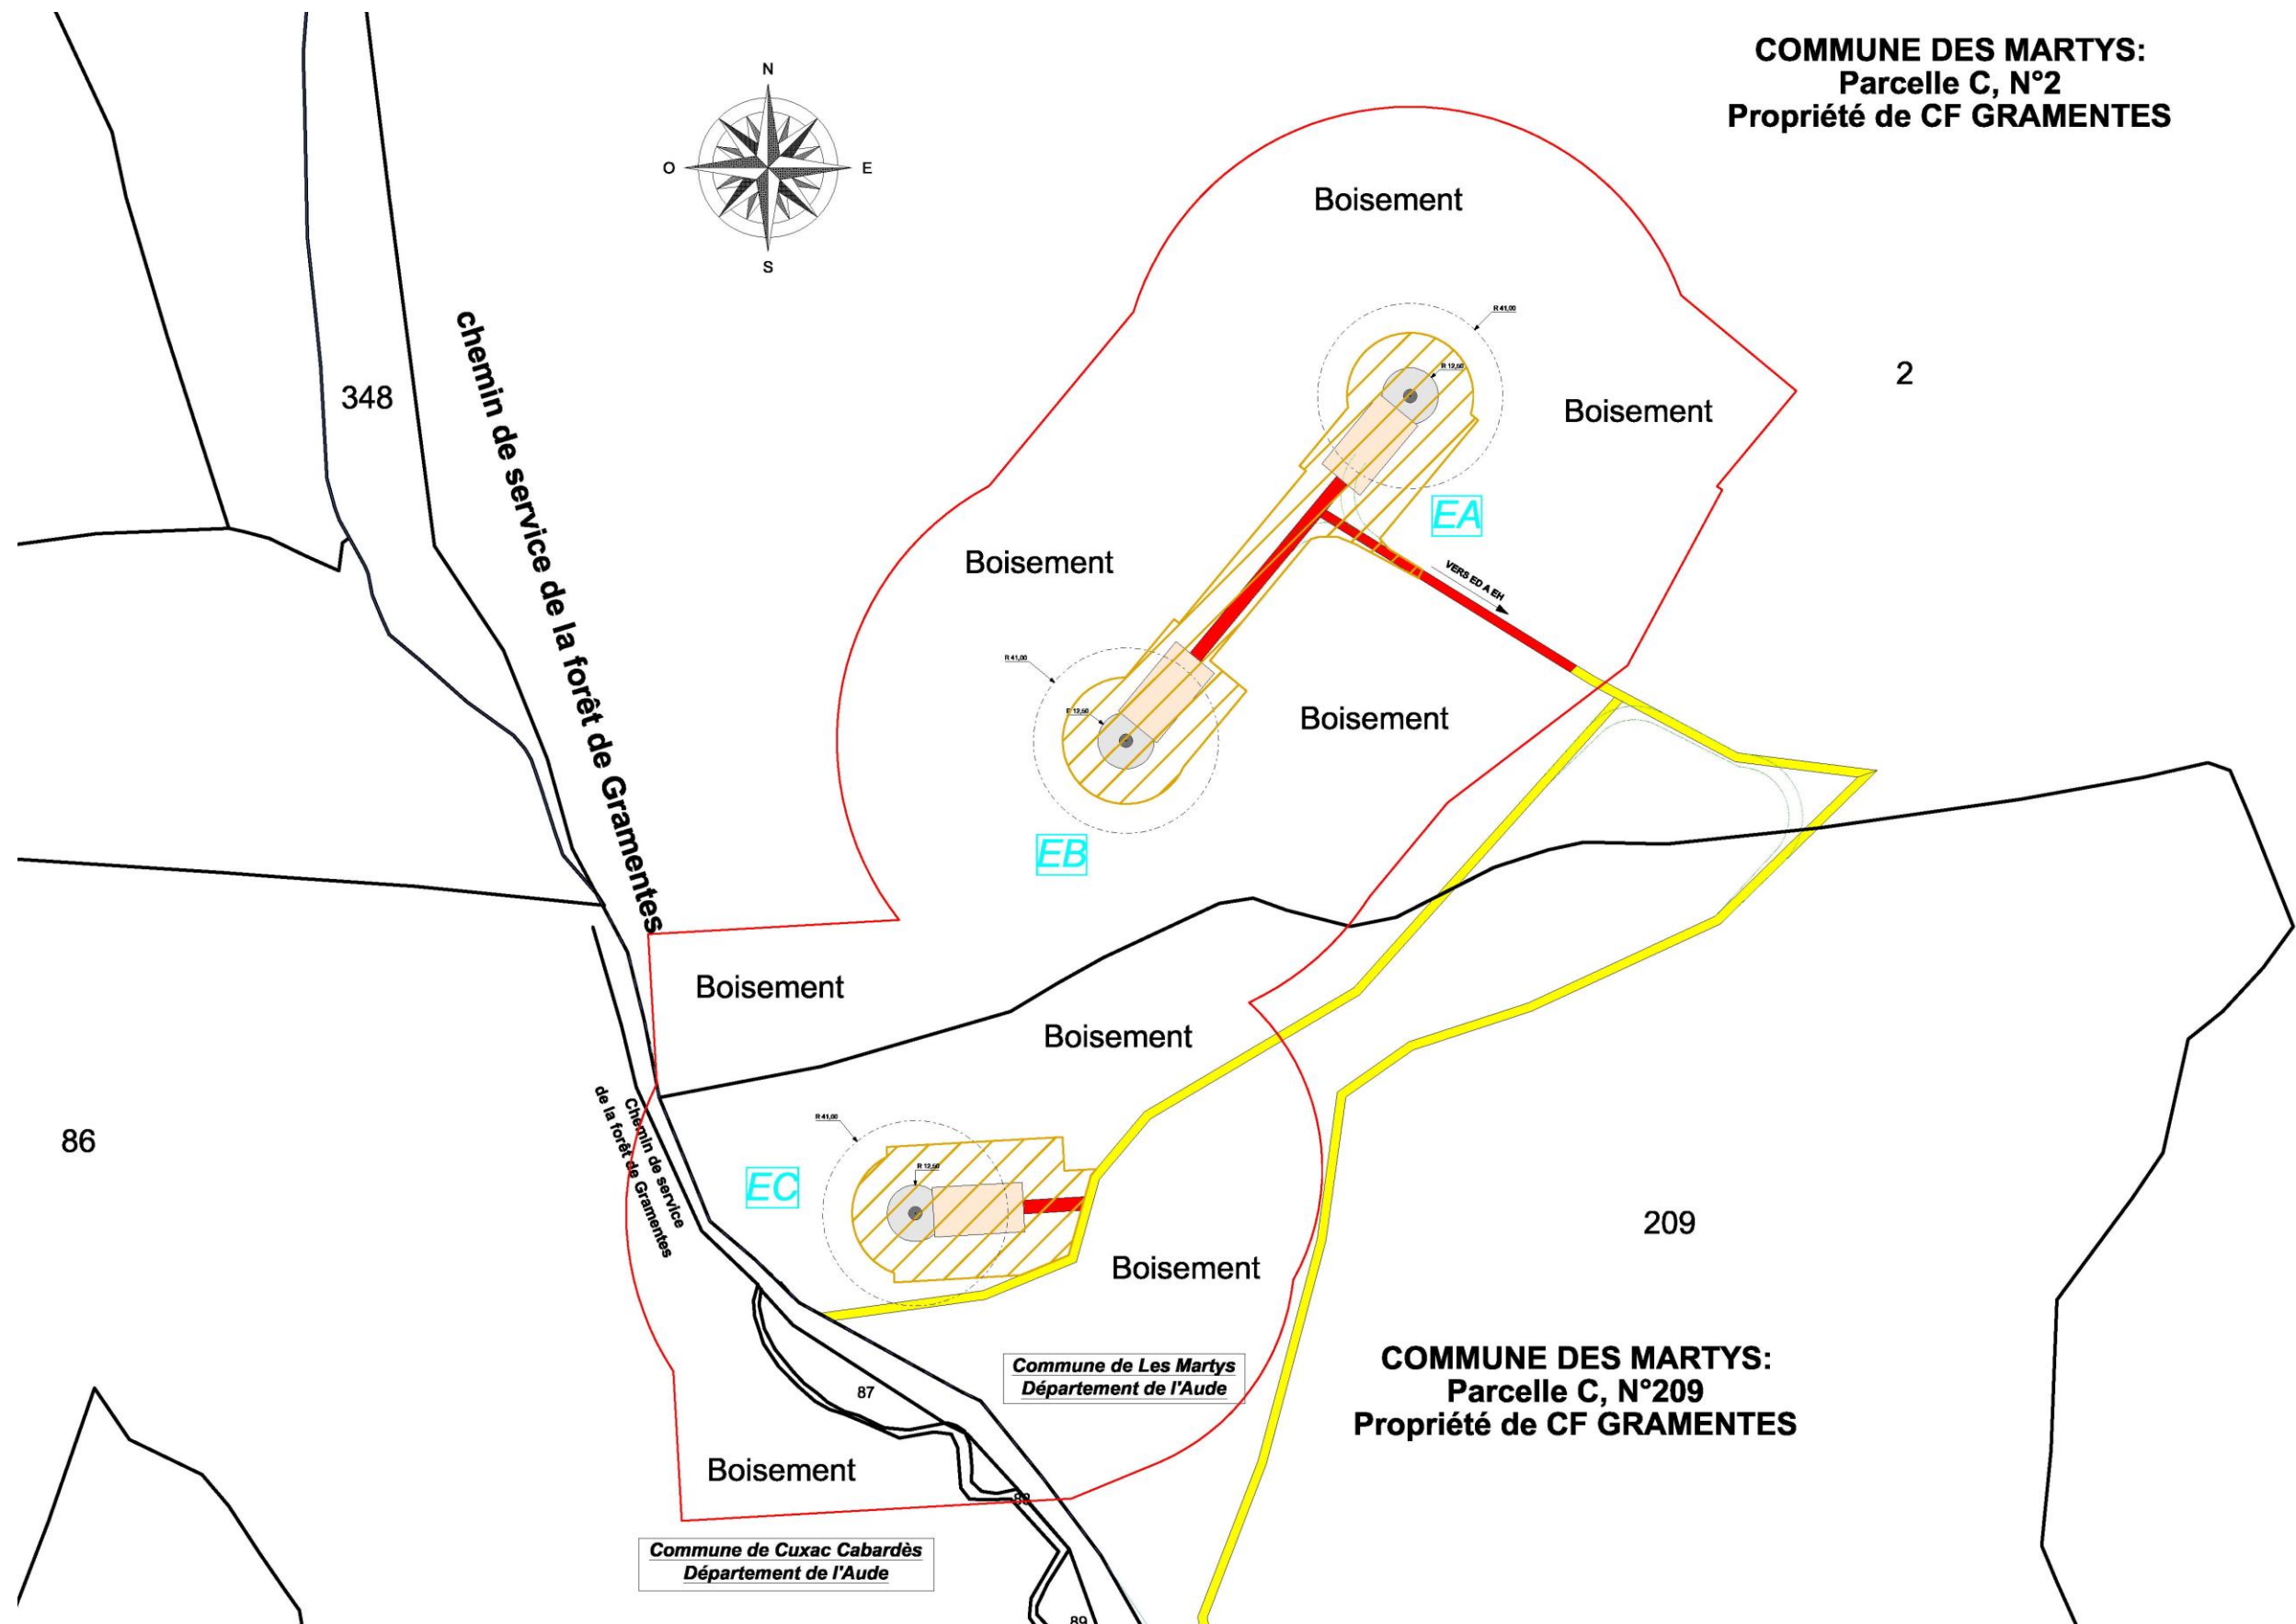 COMMUNE DES MARTYS:
Parcelle C, N°2
Propriété de CF GRAMENTES
N
O
E
S
Boisement
R 41,00
R 12,50
348
chemin de service de la forêt de Gramentes
2
Boisement
EA
Boisement
VERS ED A EH
R 41,00
R 12,50
Boisement
EB
Boisement
Boisement
86
Chemin de service
de la forêt de Gramentes
R 41,00
R 12,50
EC
209
Boisement
Commune de Les Martys
Département de l'Aude
COMMUNE DES MARTYS:
Parcelle C, N°209
Propriété de CF GRAMENTES
87
Boisement
88
Commune de Cuxac Cabardès
Département de l'Aude
89